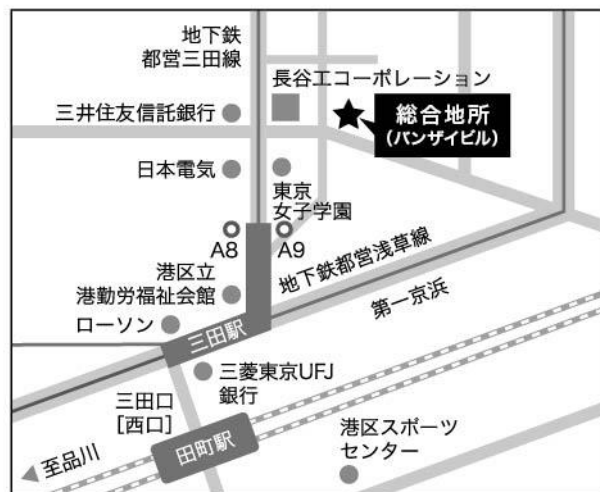 地下鉄
都営三田線
長谷工コーポレーション
三井住友信託銀行
総合地所
(バンザイビル)
日本電気
東京
女子学園
A8
A9
地下鉄都営浅草線
港区立
港勤労福祉会館
第一京浜
ローソン
三田駅
三菱東京UFJ
銀行
三田口
[西口]
田町駅
港区スポーツ
センター
至品川